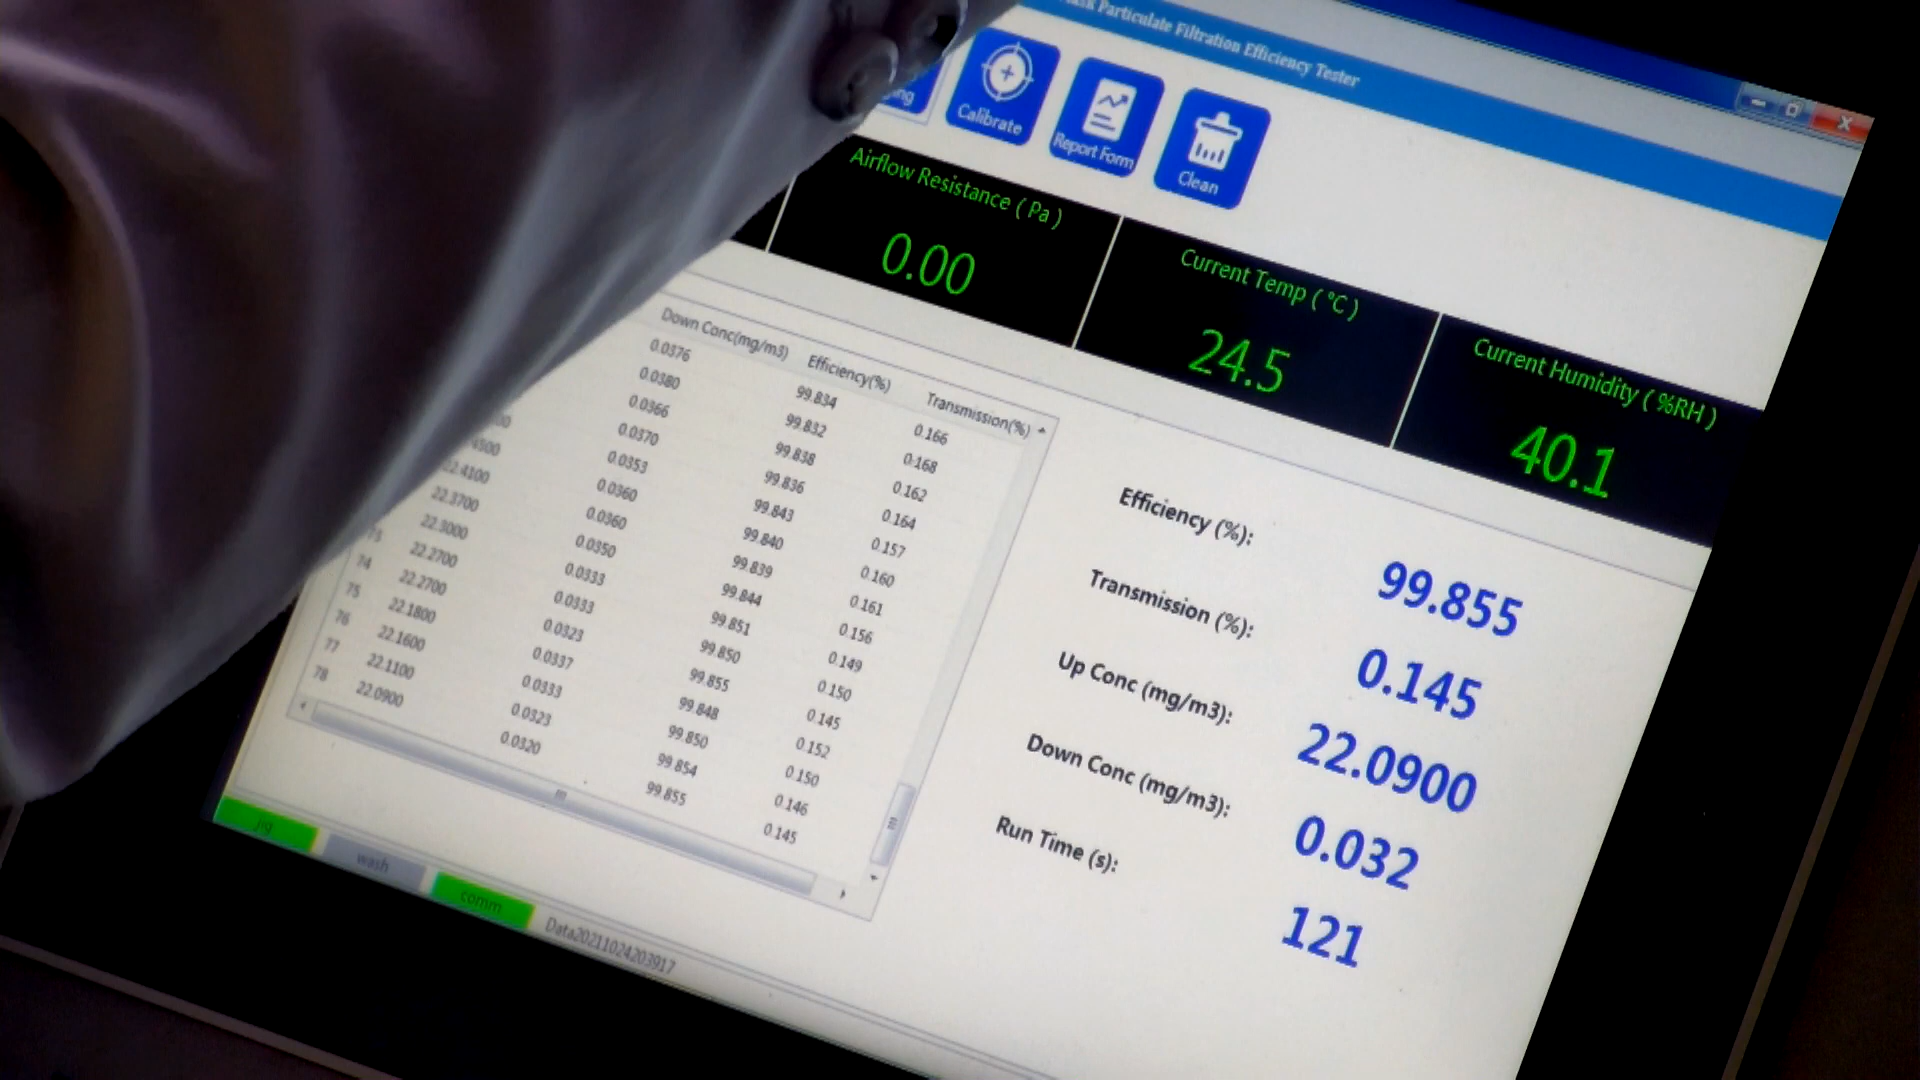 Particulate Filtration Efficiency Tester
Calibrate
Report Form
Clean
Airflow Resistance ( Pa )
0.00
Current Temp ( °C )
24.5
Current Humidity ( %RH )
40.1
Down Conc(mg/m3) Efficiency(%) Transmission(%)
0.0376 99.834 0.166
0.0380 99.832 0.168
0.0366 99.838 0.162
0.0370 99.836 0.164
0.0353 99.843 0.157
0.0360 99.840 0.160
22.4100 0.0360 99.839 0.161
22.3700 0.0350 99.844 0.156
22.3000 0.0333 99.851 0.149
73 22.2700 0.0333 99.850 0.150
74 22.2700 0.0323 99.855 0.145
75 22.1800 0.0337 99.848 0.152
76 22.1600 0.0333 99.850 0.150
77 22.1100 0.0323 99.854 0.146
78 22.0900 0.0320 99.855 0.145
Efficiency (%): 99.855
Transmission (%): 0.145
Up Conc (mg/m3): 22.0900
Down Conc (mg/m3): 0.032
Run Time (s): 121
jig wash comm Data20211024203917